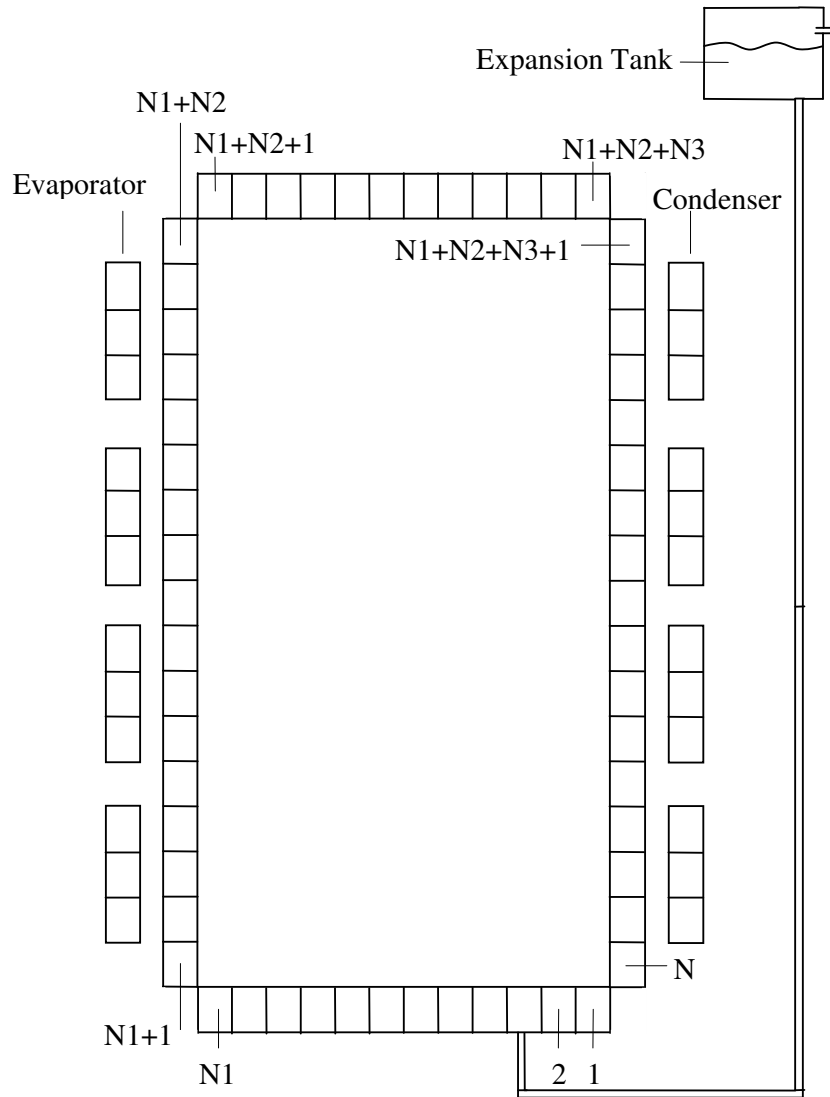 Expansion Tank
N1+N2
N1+N2+1
N1+N2+N3
Evaporator
Condenser
N1+N2+N3+1
N
N1+1
N1
2
1